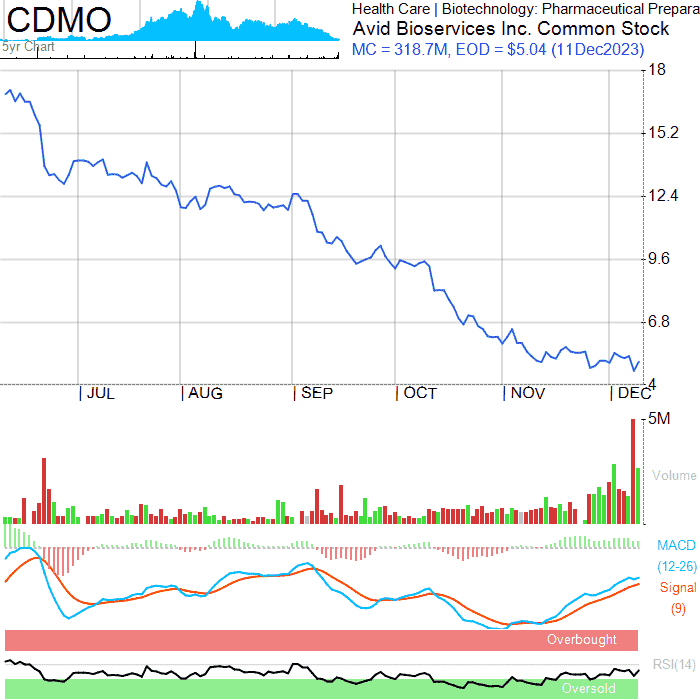 CDMO
5yr Chart
Health Care | Biotechnology: Pharmaceutical Prepara
Avid Bioservices Inc. Common Stock
MC = 318.7M, EOD = $5.04 (11Dec2023)
18
15.2
12.4
9.6
6.8
4
JUL
AUG
SEP
OCT
NOV
DEC
5M
Volume
MACD
(12-26)
Signal
(9)
Overbought
RSI(14)
Oversold